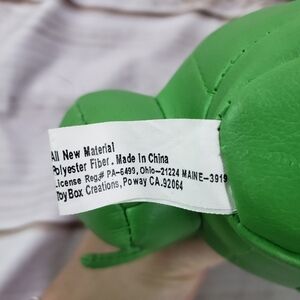 All New Material
Polyester Fiber. Made in China
License Reg# PA-6499, Ohio-21224 MAINE-3919
ToyBox Creations, Poway CA.92064